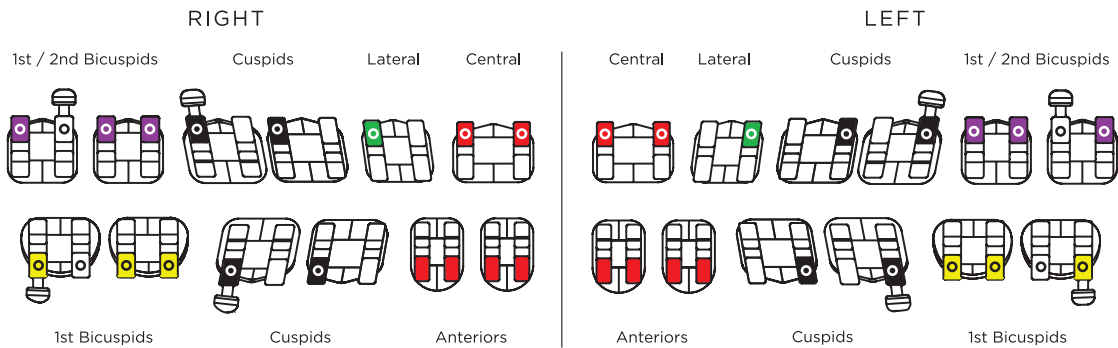 RIGHT LEFT
1st / 2nd Bicuspids Cuspids Lateral Central Central Lateral Cuspids 1st / 2nd Bicuspids
1st Bicuspids Cuspids Anteriors Anteriors Cuspids 1st Bicuspids